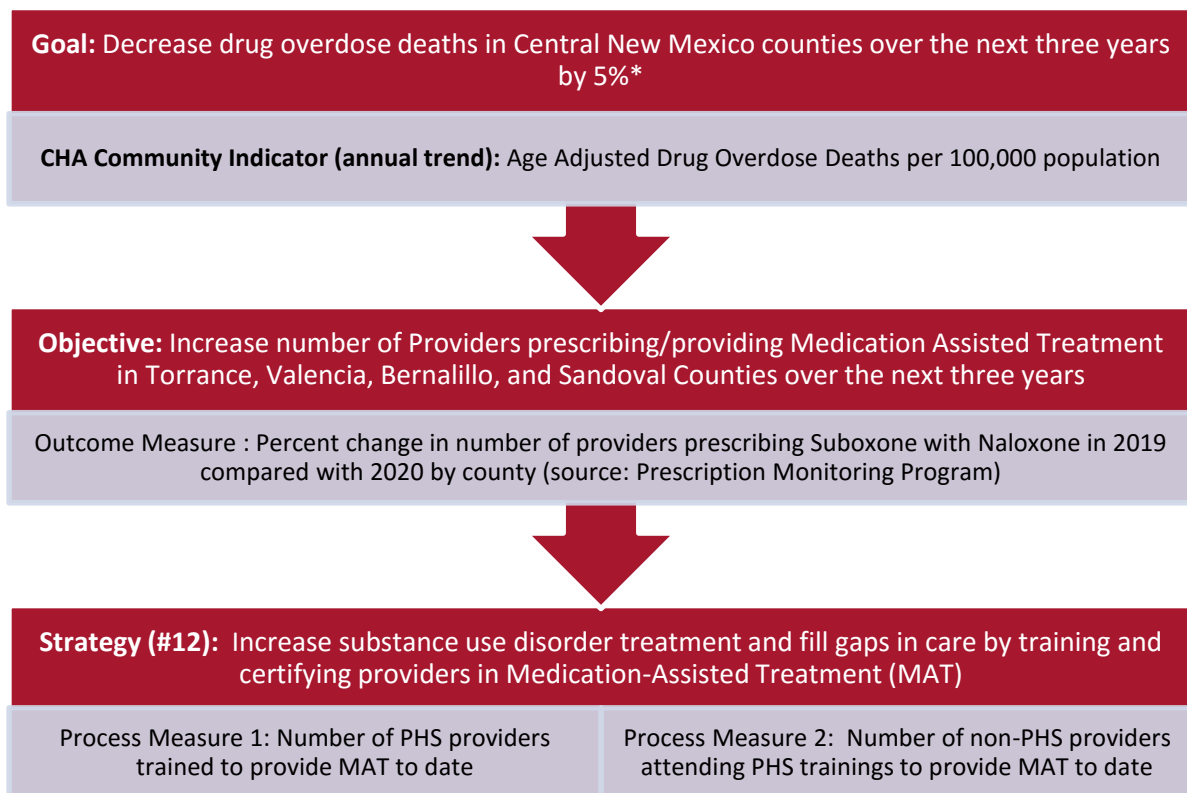 Goal: Decrease drug overdose deaths in Central New Mexico counties over the next three years
by 5%*
CHA Community Indicator (annual trend): Age Adjusted Drug Overdose Deaths per 100,000 population
Objective: Increase number of Providers prescribing/providing Medication Assisted Treatment
in Torrance, Valencia, Bernalillo, and Sandoval Counties over the next three years
Outcome Measure : Percent change in number of providers prescribing Suboxone with Naloxone in 2019
compared with 2020 by county (source: Prescription Monitoring Program)
Strategy (#12): Increase substance use disorder treatment and fill gaps in care by training and
certifying providers in Medication-Assisted Treatment (MAT)
Process Measure 1: Number of PHS providers
trained to provide MAT to date
Process Measure 2: Number of non-PHS providers
attending PHS trainings to provide MAT to date